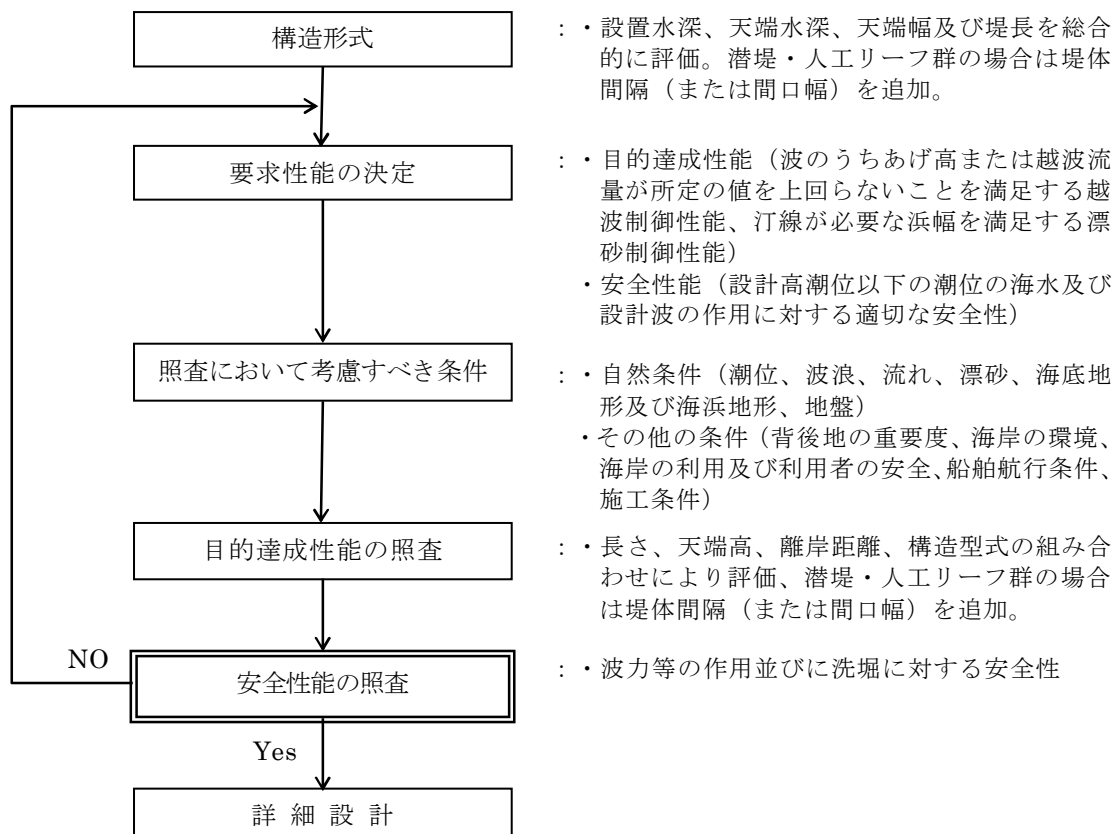 構造形式
：・設置水深、天端水深、天端幅及び堤長を総合
的に評価。潜堤・人工リーフ群の場合は堤体
間隔（または間口幅）を追加。
要求性能の決定
：・目的達成性能（波のうちあげ高または越波流
量が所定の値を上回らないことを満足する越
波制御性能、汀線が必要な浜幅を満足する漂
砂制御性能）
・安全性能（設計高潮位以下の潮位の海水及び
設計波の作用に対する適切な安全性）
照査において考慮すべき条件
：・自然条件（潮位、波浪、流れ、漂砂、海底地
形及び海浜地形、地盤）
・その他の条件（背後地の重要度、海岸の環境、
海岸の利用及び利用者の安全、船舶航行条件、
施工条件）
目的達成性能の照査
：・長さ、天端高、離岸距離、構造型式の組み合
わせにより評価、潜堤・人工リーフ群の場合
は堤体間隔（または間口幅）を追加。
NO
安全性能の照査
：・波力等の作用並びに洗堀に対する安全性
Yes
詳 細 設 計